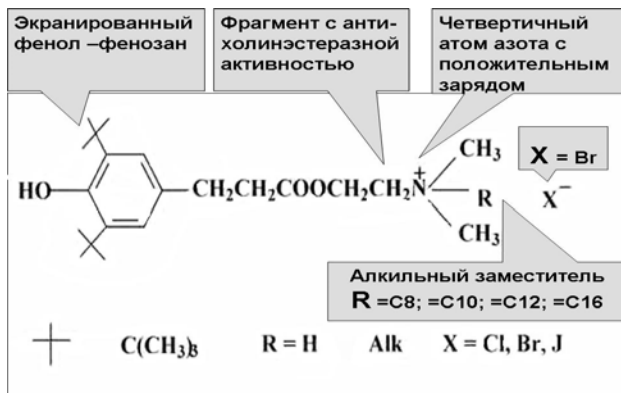 Экранированный
фенол –фенозан
Фрагмент с анти-
холинэстеразной
активностью
Четвертичный
атом азота с
положительным
зарядом
CH₃
X = Br
HO
CH₂CH₂COOCH₂CH₂N
+
R
X⁻
CH₃
Алкильный заместитель
R =C8; =C10; =C12; =C16
C(CH₃)₃ R = H Alk X = Cl, Br, J